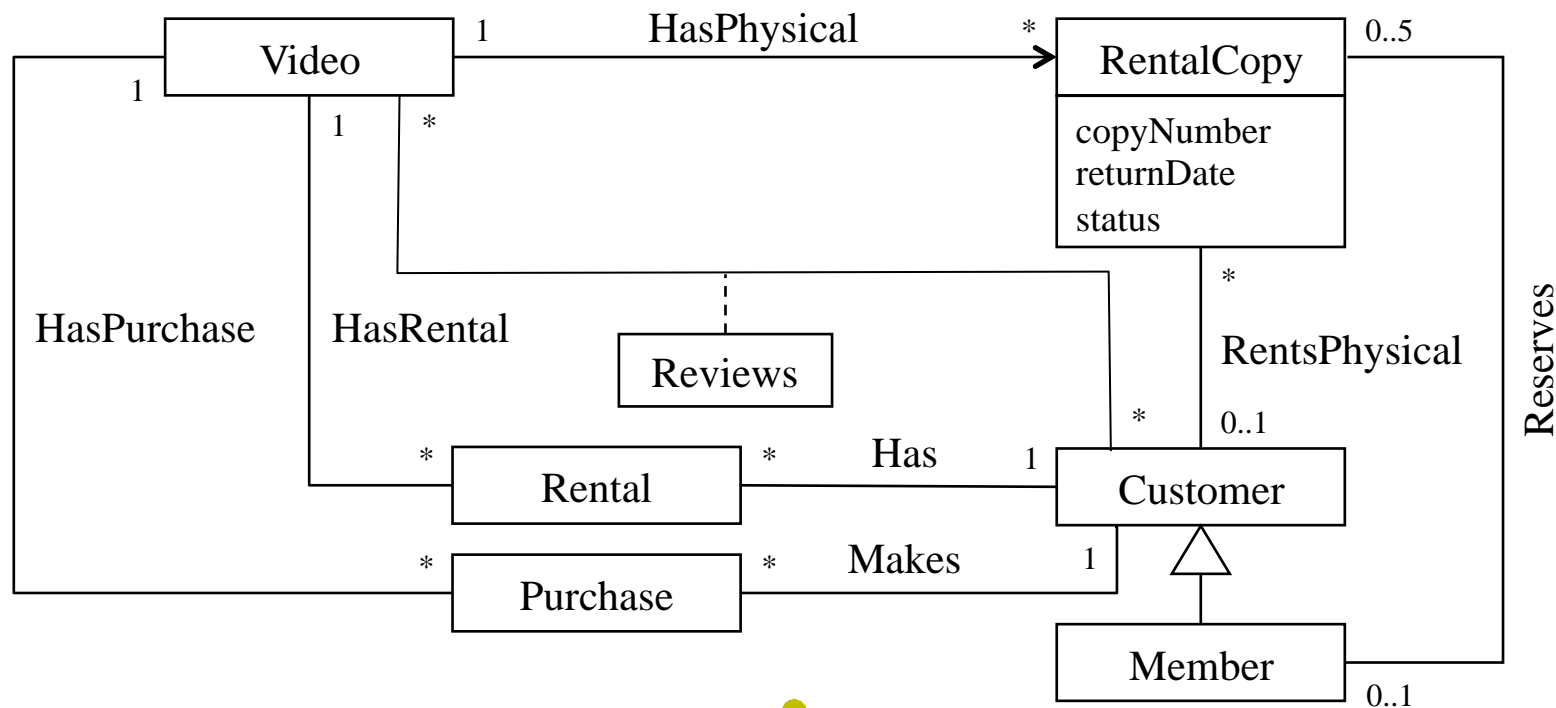 1
HasPhysical
*
0..5
Video
RentalCopy
1
1
*
copyNumber
returnDate
status
*
HasPurchase
HasRental
Reviews
RentsPhysical
Reserves
*
0..1
*
*
Has
1
Rental
Customer
*
*
Makes
1
Purchase
Member
0..1